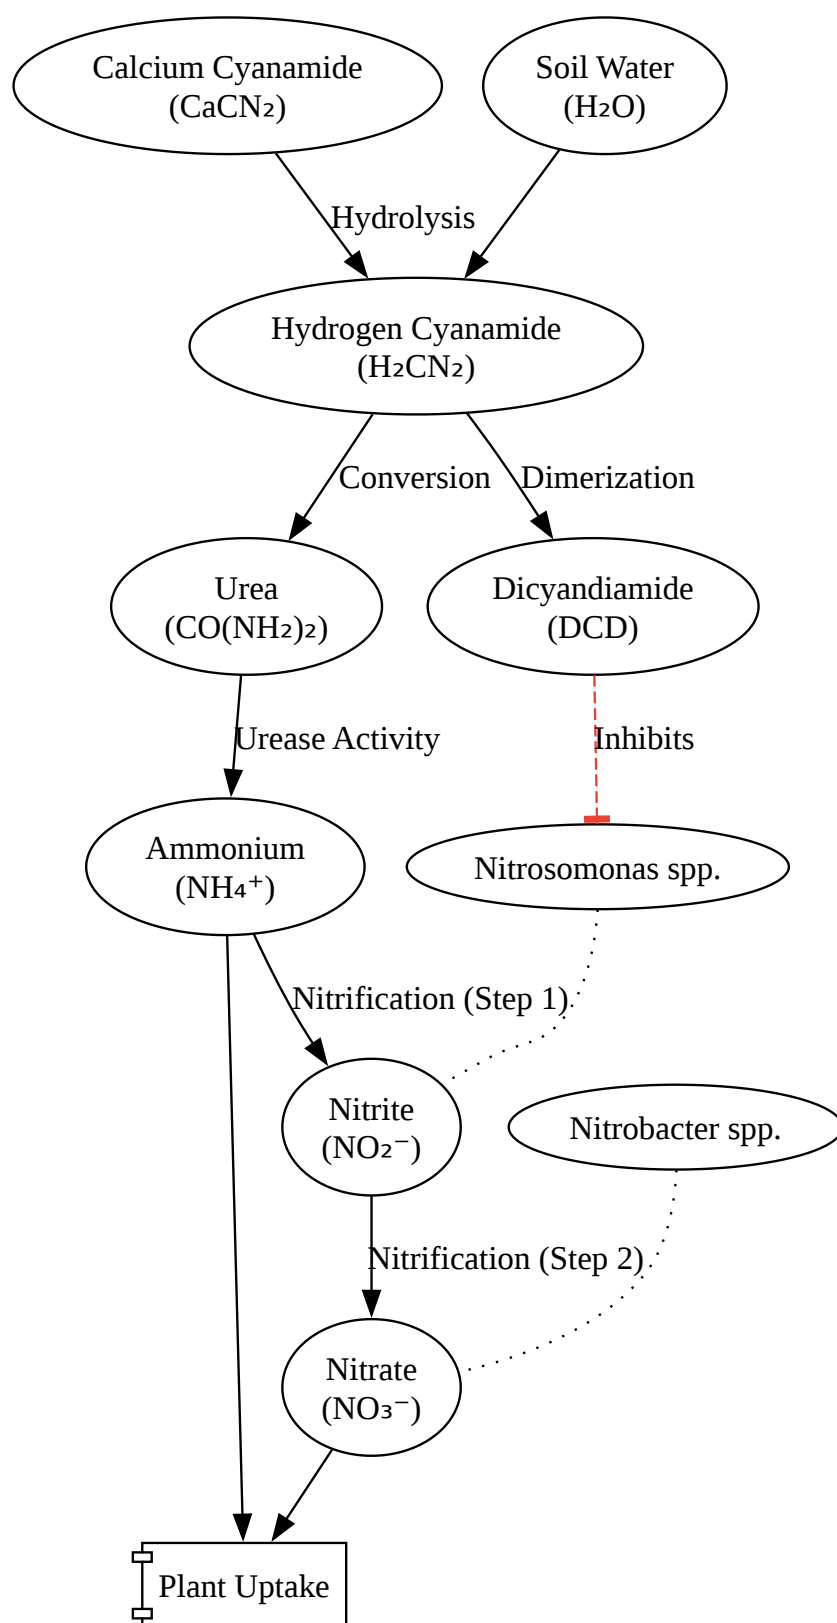 Calcium Cyanamide
(CaCN₂)
Soil Water
(H₂O)
Hydrolysis
Hydrogen Cyanamide
(H₂CN₂)
Conversion
Dimerization
Urea
(CO(NH₂)₂)
Dicyandiamide
(DCD)
Urease Activity
Inhibits
Ammonium
(NH₄⁺)
Nitrosomonas spp.
Nitrification (Step 1)
Nitrite
(NO₂⁻)
Nitrobacter spp.
Nitrification (Step 2)
Nitrate
(NO₃⁻)
Plant Uptake